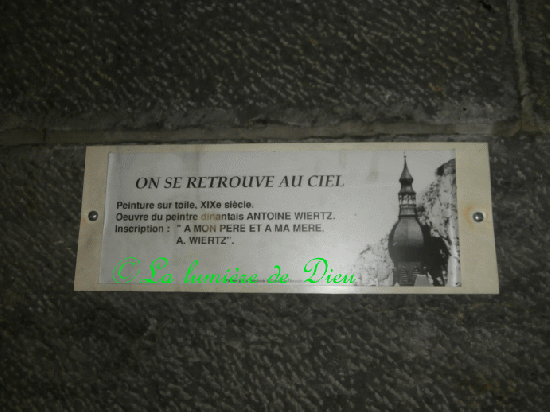 ON SE RETROUVE AU CIEL
Peinture sur toile, XIXe siècle.
Oeuvre du peintre dinantais ANTOINE WIERTZ.
Inscription : " A MON PERE ET A MA MERE.
A. WIERTZ".
©La lumière de Dieu